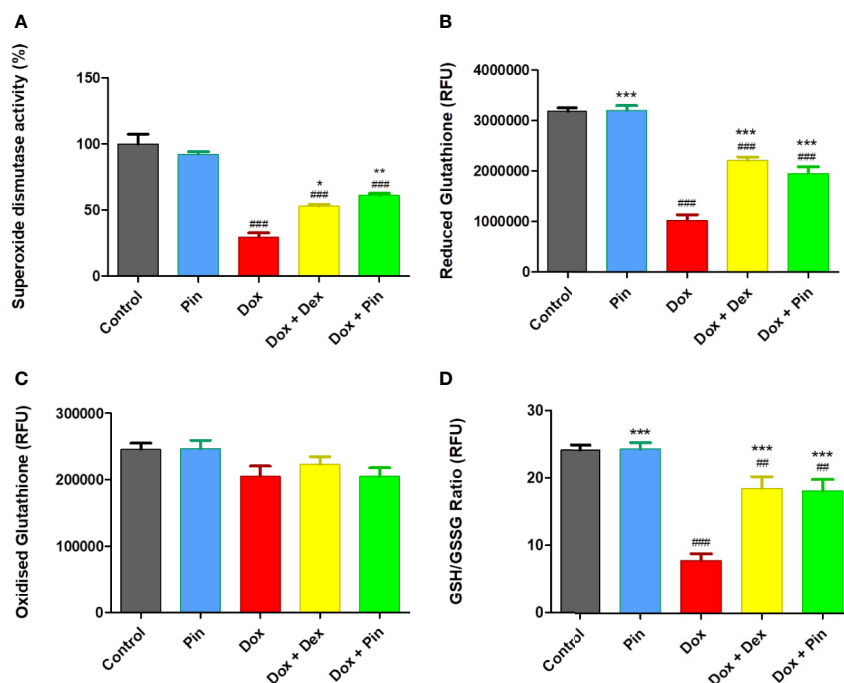 A
Superoxide dismutase activity (%)
150
100
50
0
###
*
###
**
###
Control
Pin
Dox
Dox + Dex
Dox + Pin
B
Reduced Glutathione (RFU)
4000000
3000000
2000000
1000000
0
***
###
***
###
***
###
Control
Pin
Dox
Dox + Dex
Dox + Pin
C
Oxidised Glutathione (RFU)
300000
200000
100000
0
Control
Pin
Dox
Dox + Dex
Dox + Pin
D
GSH/GSSG Ratio (RFU)
30
20
10
0
***
###
***
##
***
##
Control
Pin
Dox
Dox + Dex
Dox + Pin